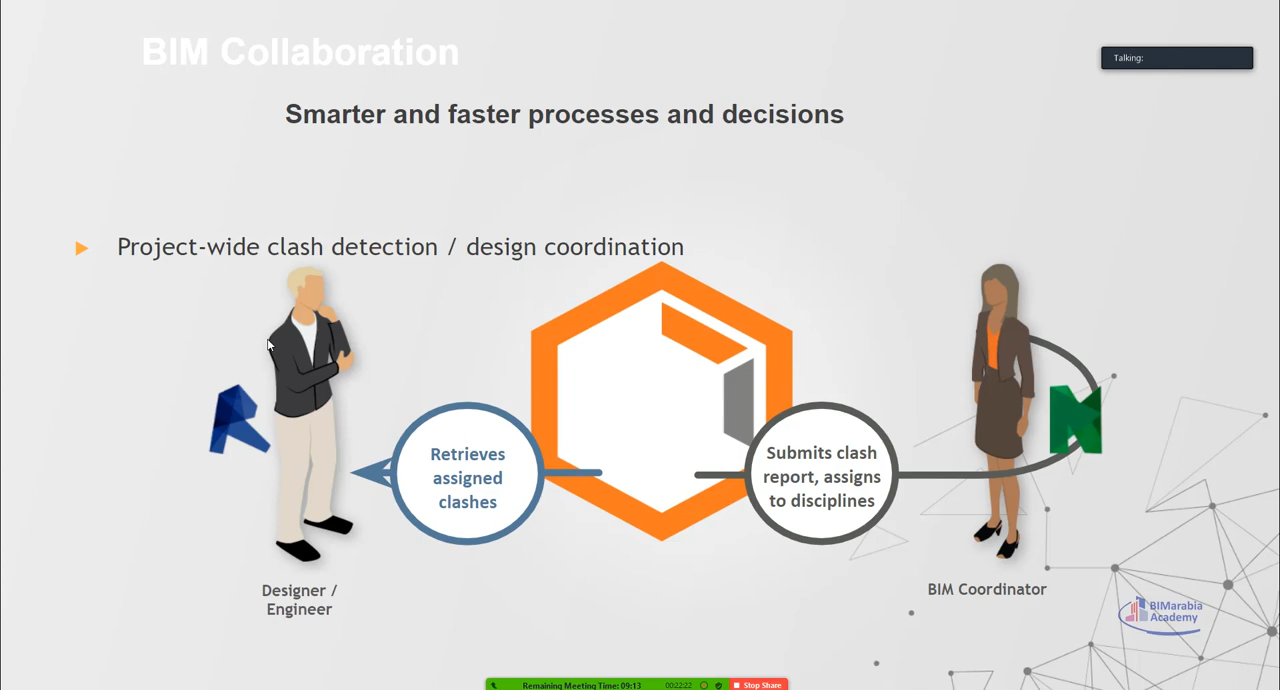 BIM Collaboration
Talking:
Smarter and faster processes and decisions
Project-wide clash detection / design coordination
Retrieves
assigned
clashes
Submits clash
report, assigns
to disciplines
Designer /
Engineer
BIM Coordinator
BIMarabia
Academy
Remaining Meeting Time: 09:13
00:22:22
Stop Share